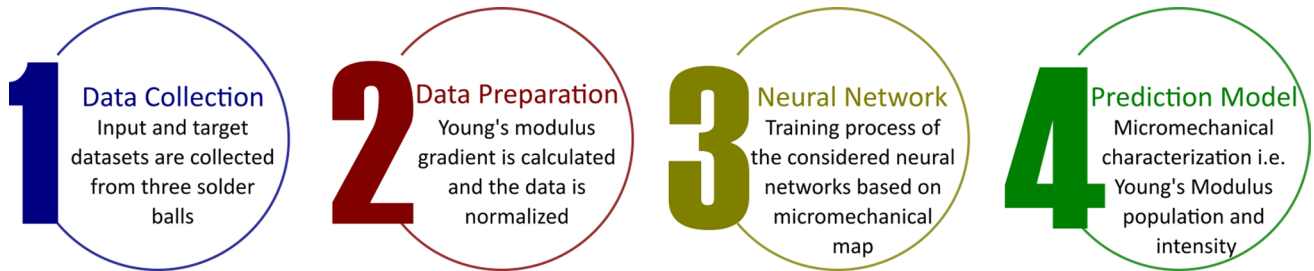 1
Data Collection
Input and target
datasets are collected
from three solder
balls
2
Data Preparation
Young's modulus
gradient is calculated
and the data is
normalized
3
Neural Network
Training process of
the considered neural
networks based on
micromechanical
map
4
Prediction Model
Micromechanical
characterization i.e.
Young's Modulus
population and
intensity